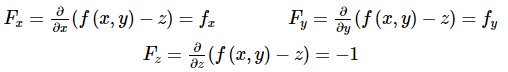 F_x = ∂/∂x (f(x, y) − z) = f_x    F_y = ∂/∂y (f(x, y) − z) = f_y
F_z = ∂/∂z (f(x, y) − z) = −1